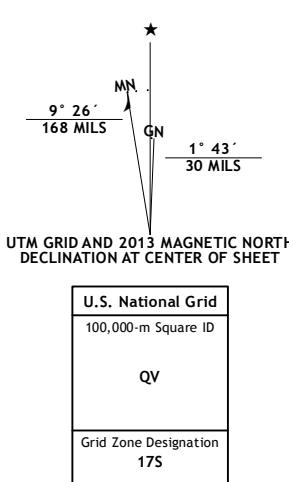 ★
MN
9° 26´
168 MILS
GN
1° 43´
30 MILS
UTM GRID AND 2013 MAGNETIC NORTH
DECLINATION AT CENTER OF SHEET
U.S. National Grid
100,000-m Square ID
QV
Grid Zone Designation
17S